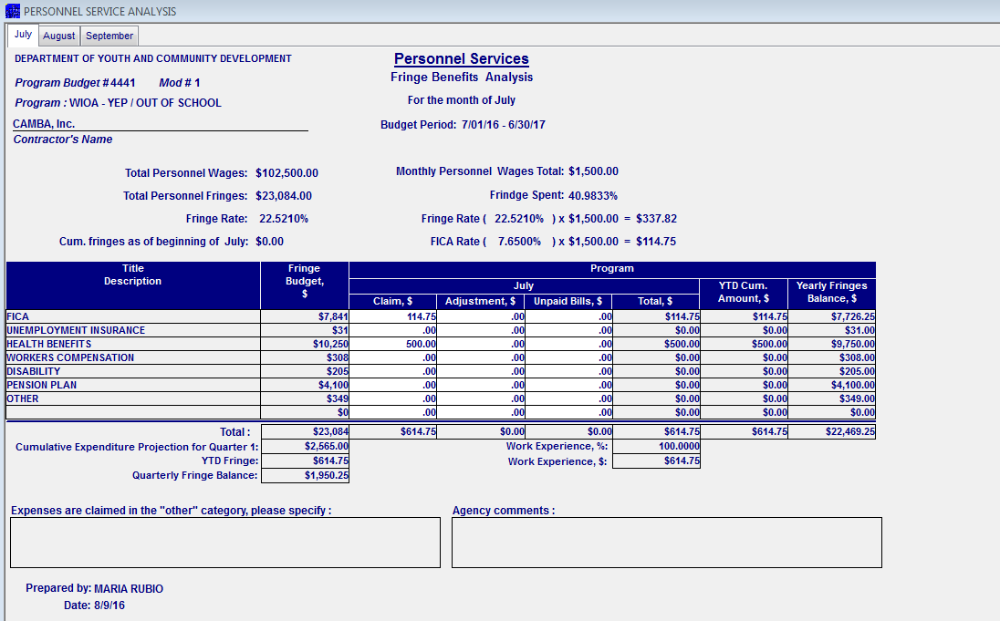 PERSONNEL SERVICE ANALYSIS
July August September
DEPARTMENT OF YOUTH AND COMMUNITY DEVELOPMENT
Personnel Services
Fringe Benefits Analysis
Program Budget # 4441 Mod # 1
For the month of July
Program : WIOA - YEP / OUT OF SCHOOL
Budget Period: 7/01/16 - 6/30/17
CAMBA, Inc.
Contractor's Name
Total Personnel Wages: $102,500.00 Monthly Personnel Wages Total: $1,500.00
Total Personnel Fringes: $23,084.00 Frindge Spent: 40.9833%
Fringe Rate: 22.5210% Fringe Rate ( 22.5210% ) x $1,500.00 = $337.82
Cum. fringes as of beginning of July: $0.00 FICA Rate ( 7.6500% ) x $1,500.00 = $114.75
Title Description Fringe Budget, $ Program
July YTD Cum. Amount, $ Yearly Fringes Balance, $
Claim, $ Adjustment, $ Unpaid Bills, $ Total, $
FICA $7,841 114.75 .00 .00 $114.75 $114.75 $7,726.25
UNEMPLOYMENT INSURANCE $31 .00 .00 .00 $0.00 $0.00 $31.00
HEALTH BENEFITS $10,250 500.00 .00 .00 $500.00 $500.00 $9,750.00
WORKERS COMPENSATION $308 .00 .00 .00 $0.00 $0.00 $308.00
DISABILITY $205 .00 .00 .00 $0.00 $0.00 $205.00
PENSION PLAN $4,100 .00 .00 .00 $0.00 $0.00 $4,100.00
OTHER $349 .00 .00 .00 $0.00 $0.00 $349.00
$0 .00 .00 .00 $0.00 $0.00 $0.00
Total : $23,084 $614.75 $0.00 $0.00 $614.75 $614.75 $22,469.25
Cumulative Expenditure Projection for Quarter 1: $2,565.00 Work Experience, %: 100.0000
YTD Fringe: $614.75 Work Experience, $: $614.75
Quarterly Fringe Balance: $1,950.25
Expenses are claimed in the "other" category, please specify : Agency comments :
Prepared by: MARIA RUBIO
Date: 8/9/16